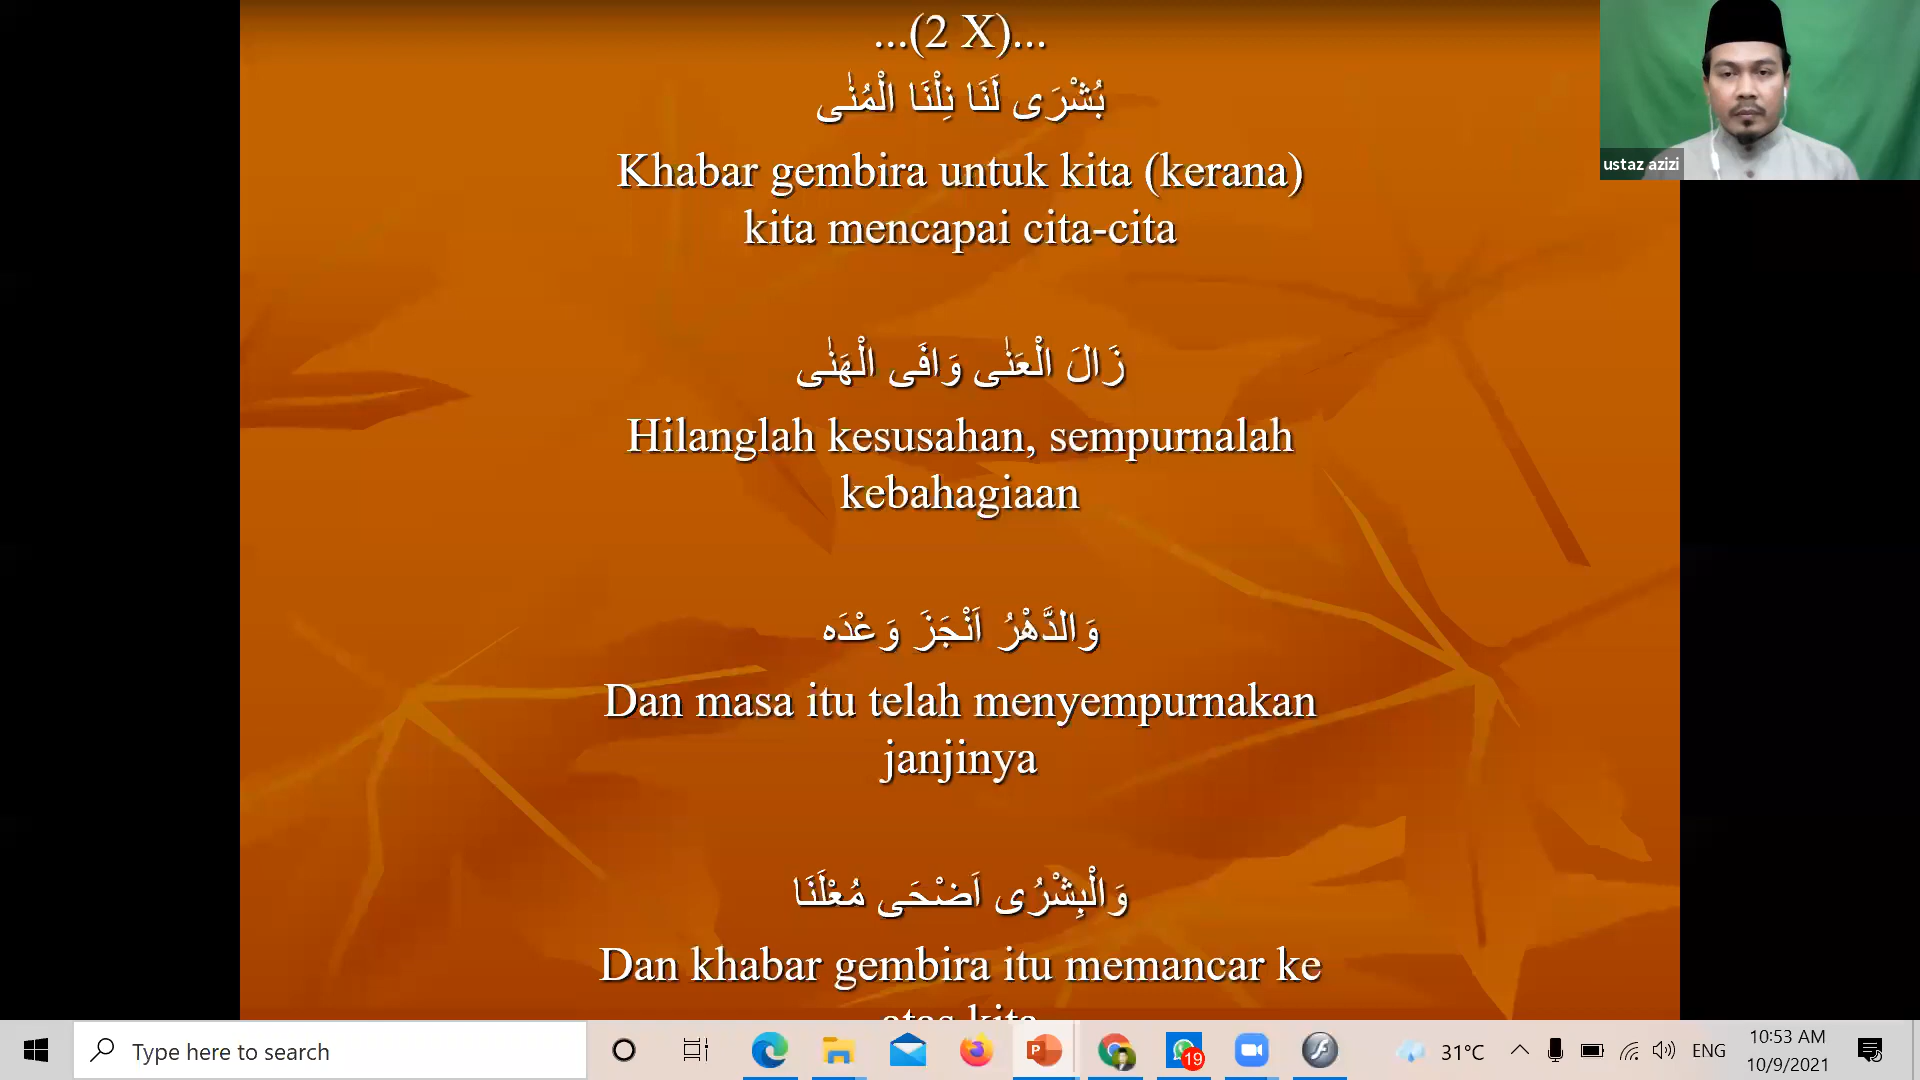 ...(2 X)...
بُشْرَى لَنَا نِلْنَا الْمُنٰى
Khabar gembira untuk kita (kerana)
kita mencapai cita-cita
زَالَ الْعَنٰى وَافَى الْهَنٰى
Hilanglah kesusahan, sempurnalah
kebahagiaan
وَالدَّهْرُ اَنْجَزَ وَعْدَه
Dan masa itu telah menyempurnakan
janjinya
وَالْبِشْرُى اَضْحَى مُعْلَنَا
Dan khabar gembira itu memancar ke
atas kita
ustaz azizi
Type here to search
19
31°C
ENG
10:53 AM
10/9/2021